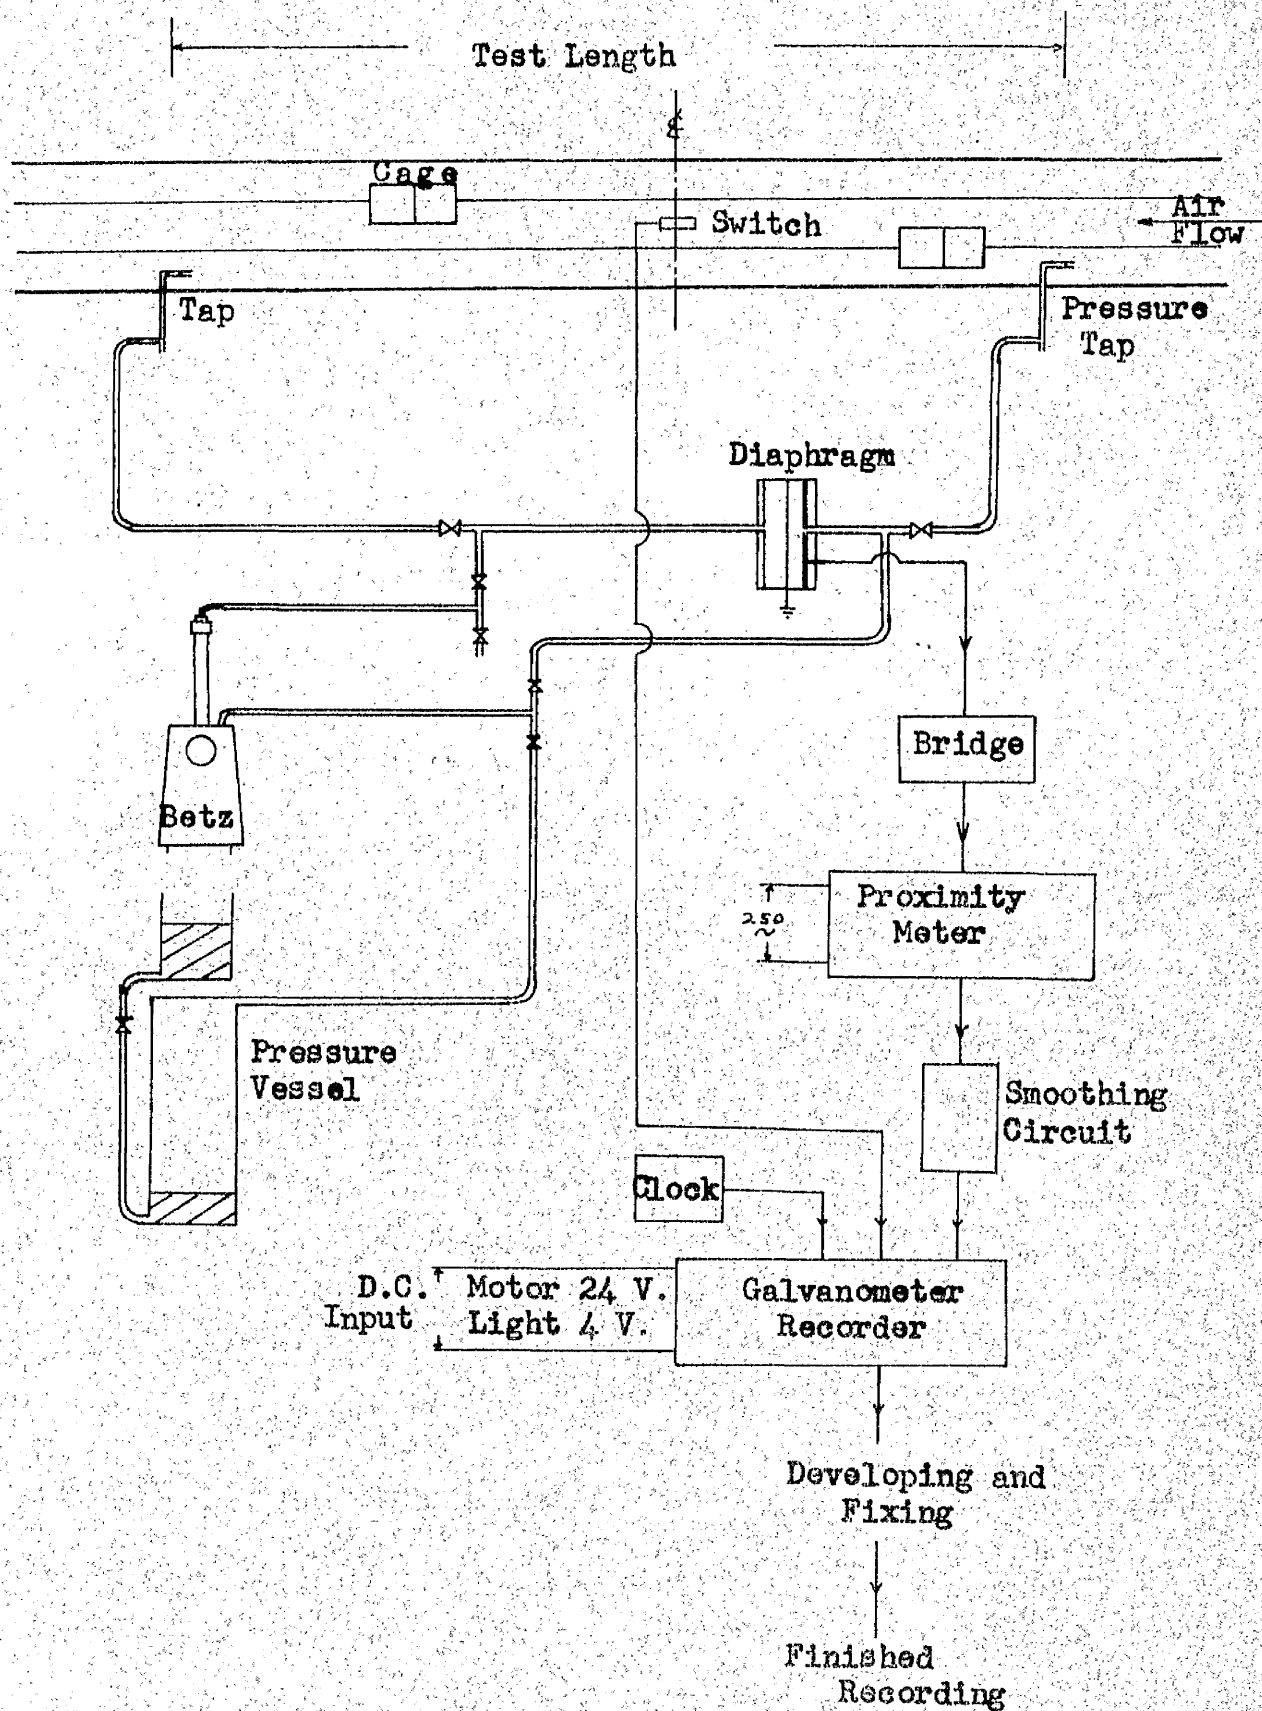 Test Length
℄
Cage
Switch
Air
Flow
Tap
Pressure
Tap
Diaphragm
Bridge
Betz
Proximity
Meter
250
~
Pressure
Vessel
Smoothing
Circuit
Clock
D.C.
Input
Motor 24 V.
Light 4 V.
Galvanometer
Recorder
Developing and
Fixing
Finished
Recording